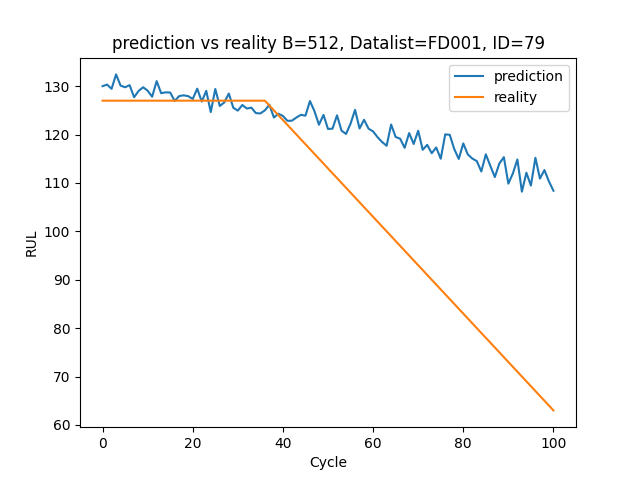 prediction vs reality B=512, Datalist=FD001, ID=79
prediction
reality
130
120
110
100
90
80
70
60
RUL
0 20 40 60 80 100
Cycle